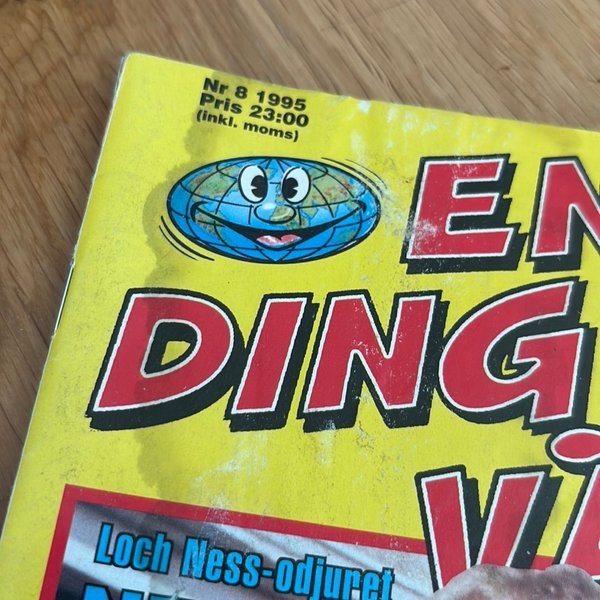 Nr 8 1995
Pris 23:00
(inkl. moms)
EN
DING
Loch Ness-odjuret